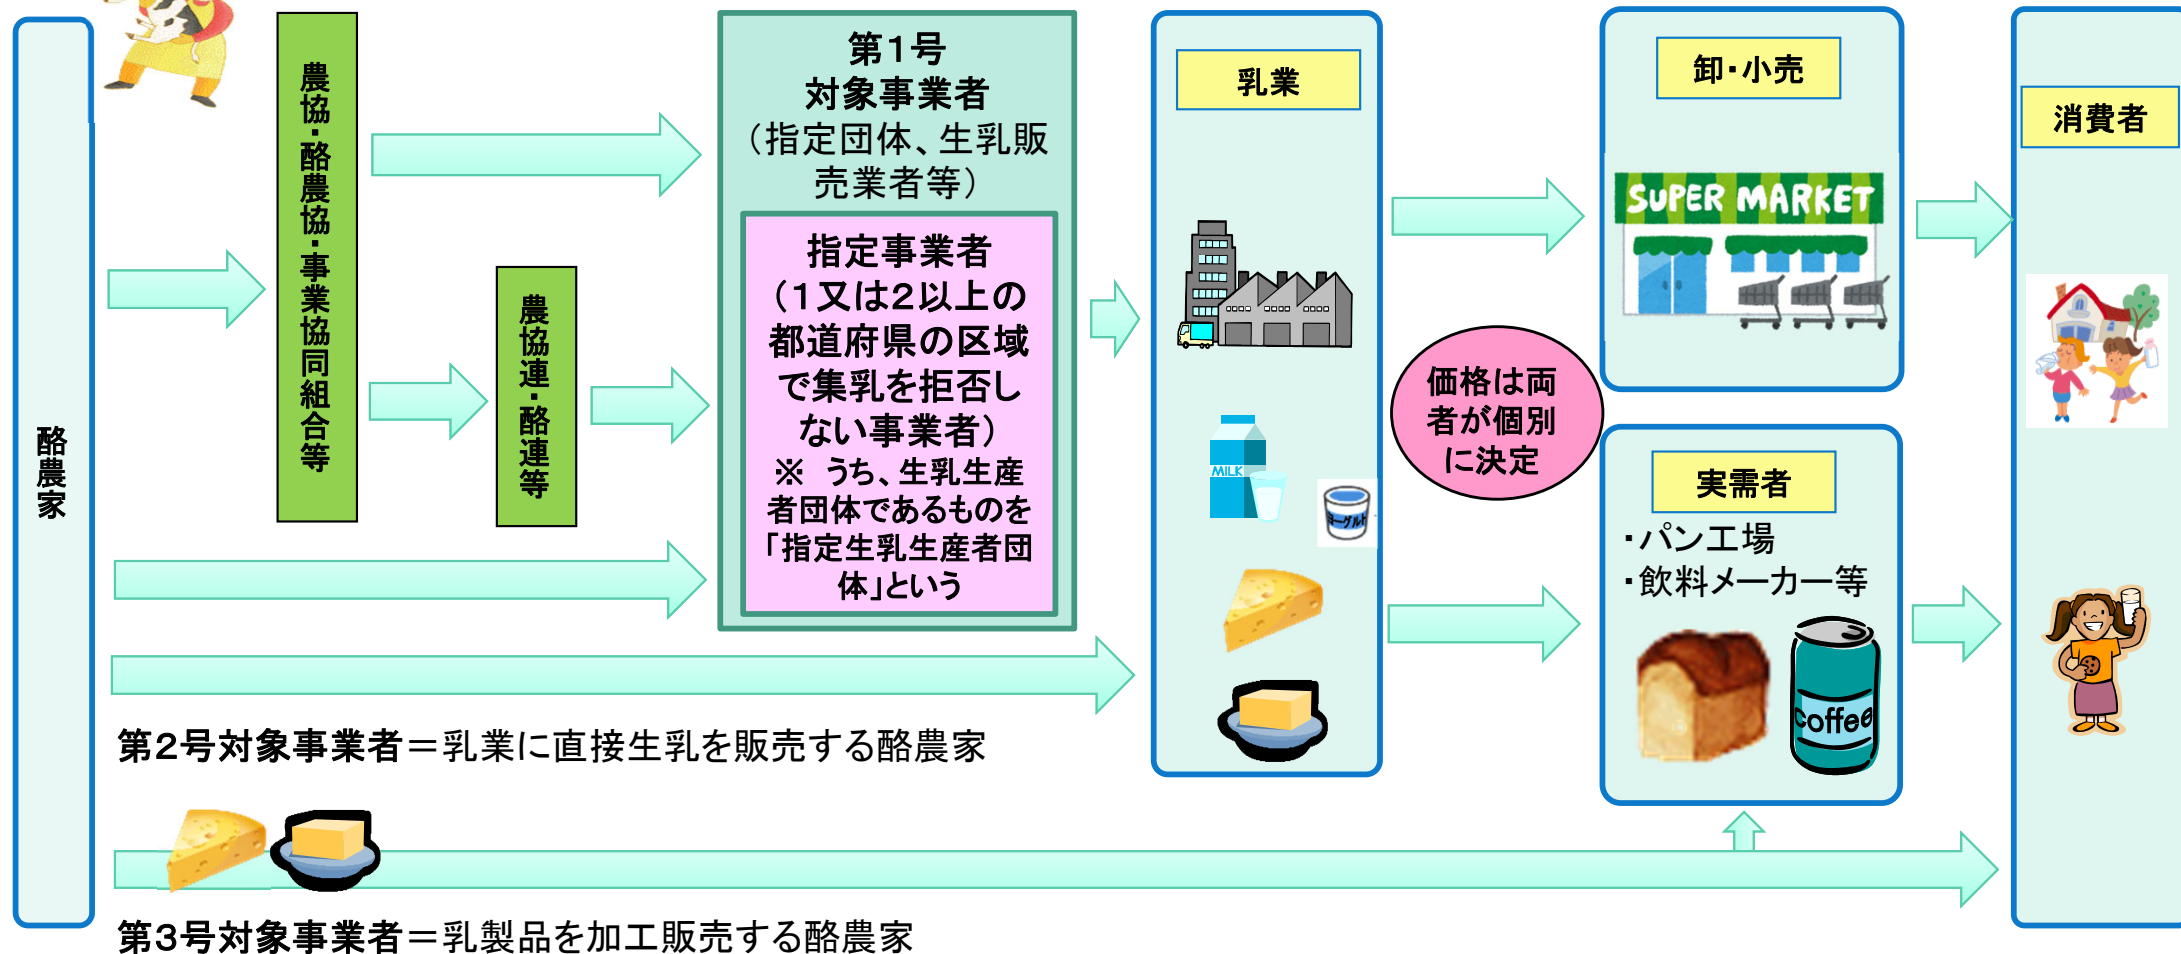 酪農家
農協・酪農協・事業協同組合等
農協連・酪連等
第1号
対象事業者
（指定団体、生乳販
売業者等）
指定事業者
（1又は2以上の
都道府県の区域
で集乳を拒否し
ない事業者）
※　うち、生乳生産
者団体であるものを
「指定生乳生産者団
体」という
乳業
MILK
ヨーグルト
価格は両
者が個別
に決定
卸・小売
SUPER MARKET
実需者
・パン工場
・飲料メーカー等
Coffee
消費者
第2号対象事業者＝乳業に直接生乳を販売する酪農家
第3号対象事業者＝乳製品を加工販売する酪農家